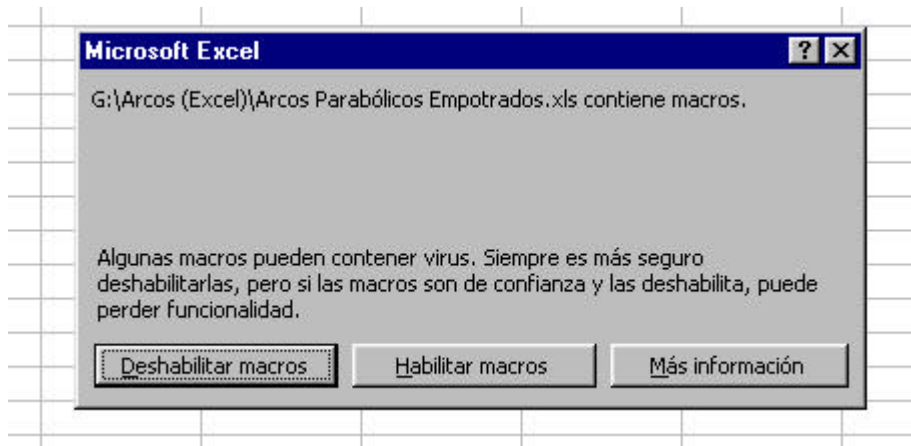 Microsoft Excel
G:\Arcos (Excel)\Arcos Parabólicos Empotrados.xls contiene macros.
Algunas macros pueden contener virus. Siempre es más seguro
deshabilitarlas, pero si las macros son de confianza y las deshabilita, puede
perder funcionalidad.
Deshabilitar macros Habilitar macros Más información